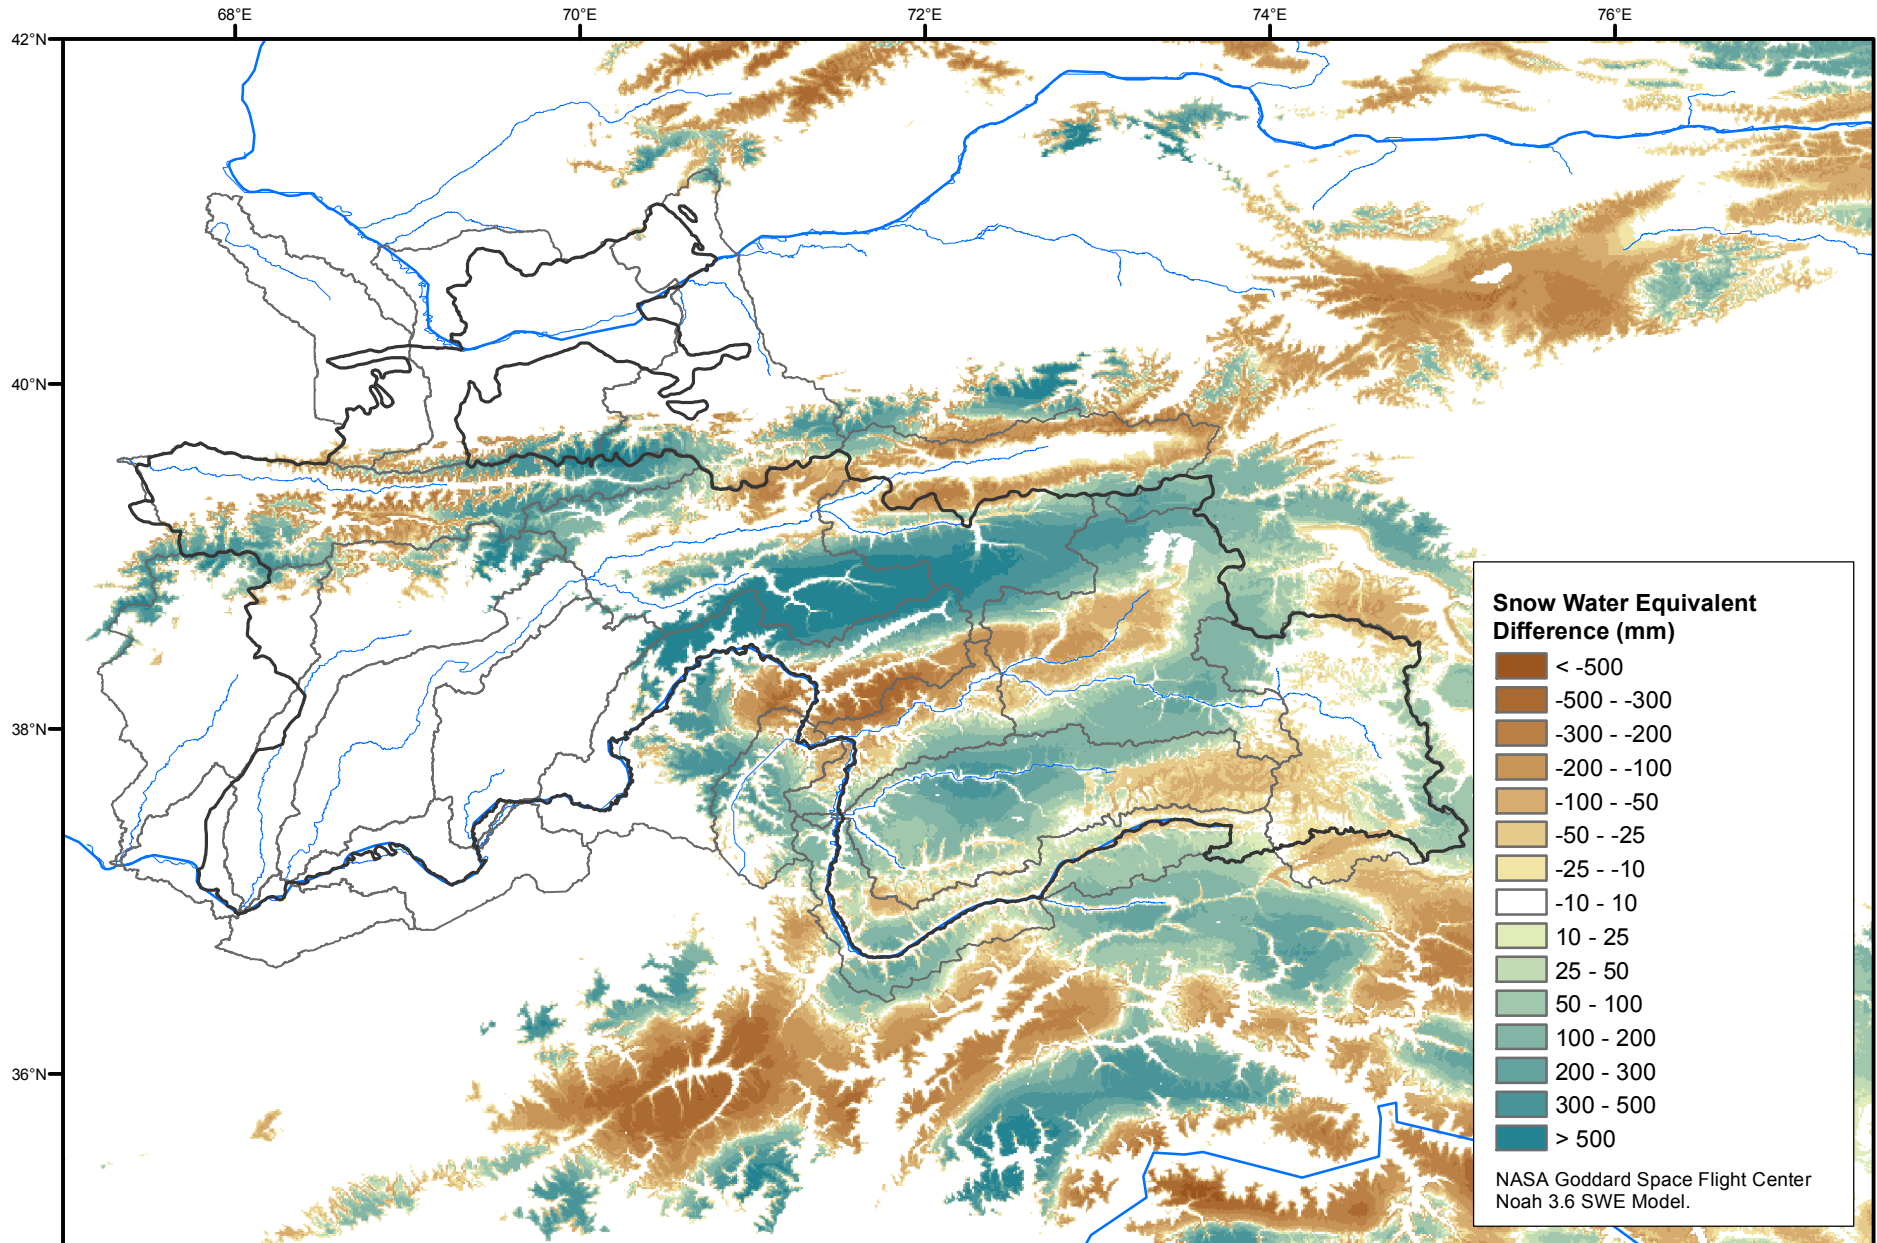 68°E 70°E 72°E 74°E 76°E
42°N
40°N
38°N
36°N
Snow Water Equivalent
Difference (mm)
< -500
-500 - -300
-300 - -200
-200 - -100
-100 - -50
-50 - -25
-25 - -10
-10 - 10
10 - 25
25 - 50
50 - 100
100 - 200
200 - 300
300 - 500
> 500
NASA Goddard Space Flight Center
Noah 3.6 SWE Model.